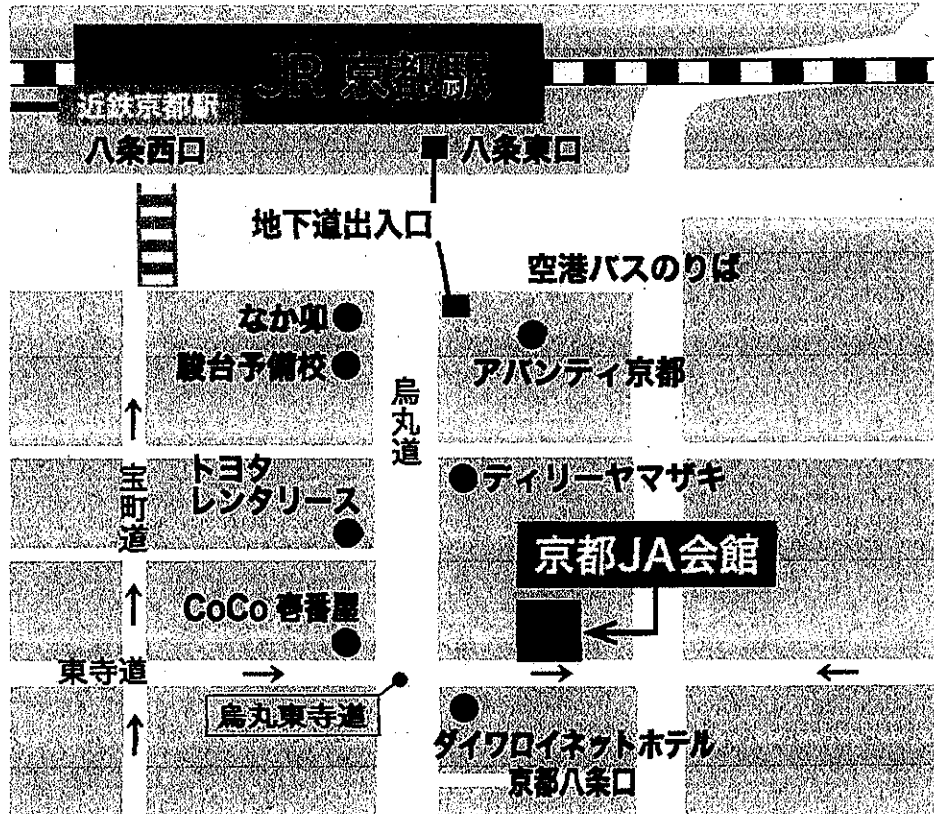 JR 京都駅
近鉄京都駅
八条西口
八条東口
地下道出入口
空港バスのりば
なか卯
駿台予備校
アバンティ京都
烏丸道
トヨタ
レンタリース
宝町道
ディリーヤマザキ
京都JA会館
CoCo 壱番屋
東寺道
烏丸東寺道
ダイワロイネットホテル
京都八条口